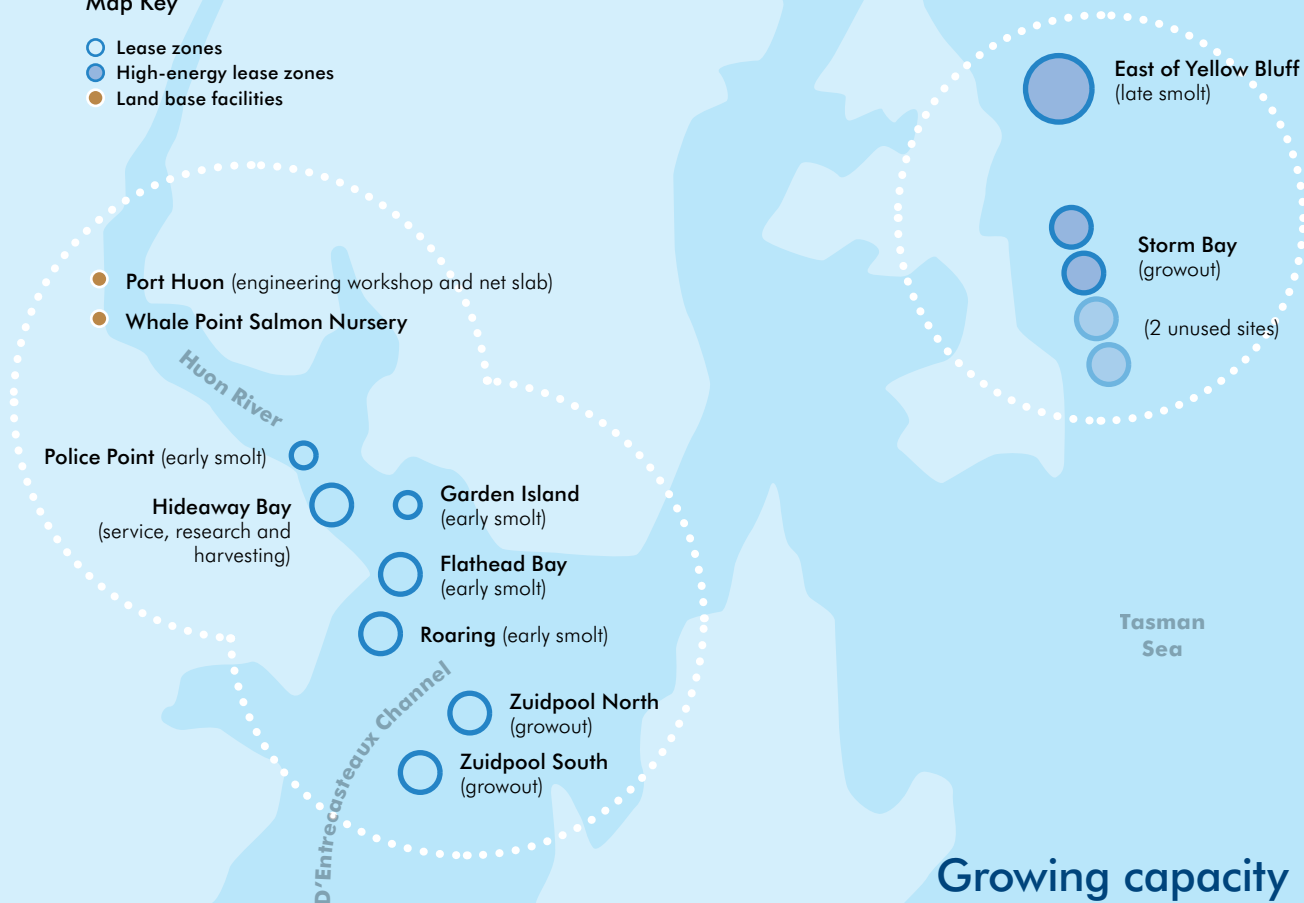 Map Key
Lease zones
High-energy lease zones
Land base facilities
East of Yellow Bluff
(late smolt)
Storm Bay
(growout)
(2 unused sites)
Port Huon (engineering workshop and net slab)
Whale Point Salmon Nursery
Huon River
Police Point (early smolt)
Hideaway Bay
(service, research and
harvesting)
Garden Island
(early smolt)
Flathead Bay
(early smolt)
Roaring (early smolt)
Tasman
Sea
D'Entrecasteaux Channel
Zuidpool North
(growout)
Zuidpool South
(growout)
Growing capacity